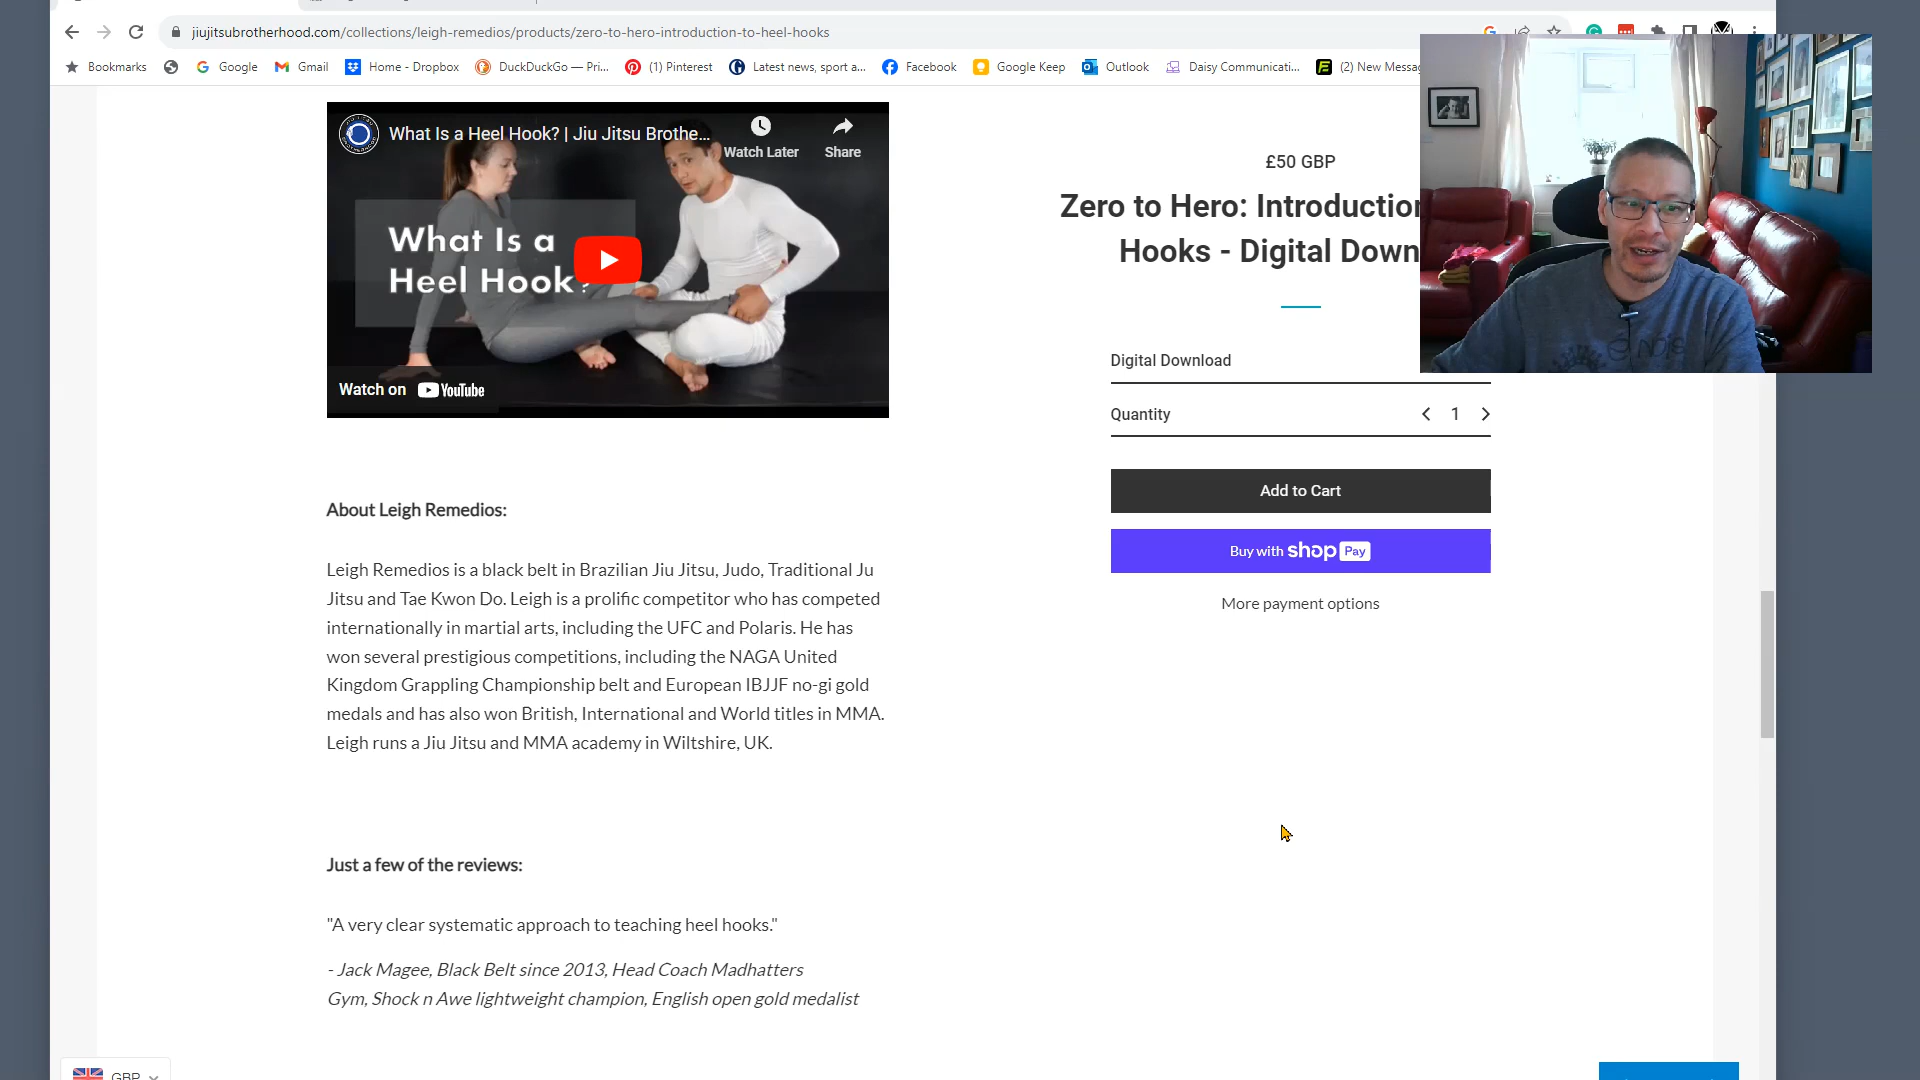 jiujitsubrotherhood.com/collections/leigh-remedios/products/zero-to-hero-introduction-to-heel-hooks
Bookmarks
Google
Gmail
Home - Dropbox
DuckDuckGo — Pri...
(1) Pinterest
Latest news, sport a...
Facebook
Google Keep
Outlook
Daisy Communicati...
(2) New Messag
What Is a Heel Hook? | Jiu Jitsu Brothe...
Watch Later
Share
What Is a
Heel Hook?
Watch on YouTube
£50 GBP
Zero to Hero: Introduction
Hooks - Digital Down
Digital Download
Quantity
1
Add to Cart
Buy with shop Pay
More payment options
About Leigh Remedios:
Leigh Remedios is a black belt in Brazilian Jiu Jitsu, Judo, Traditional Ju
Jitsu and Tae Kwon Do. Leigh is a prolific competitor who has competed
internationally in martial arts, including the UFC and Polaris. He has
won several prestigious competitions, including the NAGA United
Kingdom Grappling Championship belt and European IBJJF no-gi gold
medals and has also won British, International and World titles in MMA.
Leigh runs a Jiu Jitsu and MMA academy in Wiltshire, UK.
Just a few of the reviews:
"A very clear systematic approach to teaching heel hooks."
- Jack Magee, Black Belt since 2013, Head Coach Madhatters
Gym, Shock n Awe lightweight champion, English open gold medalist
GBP